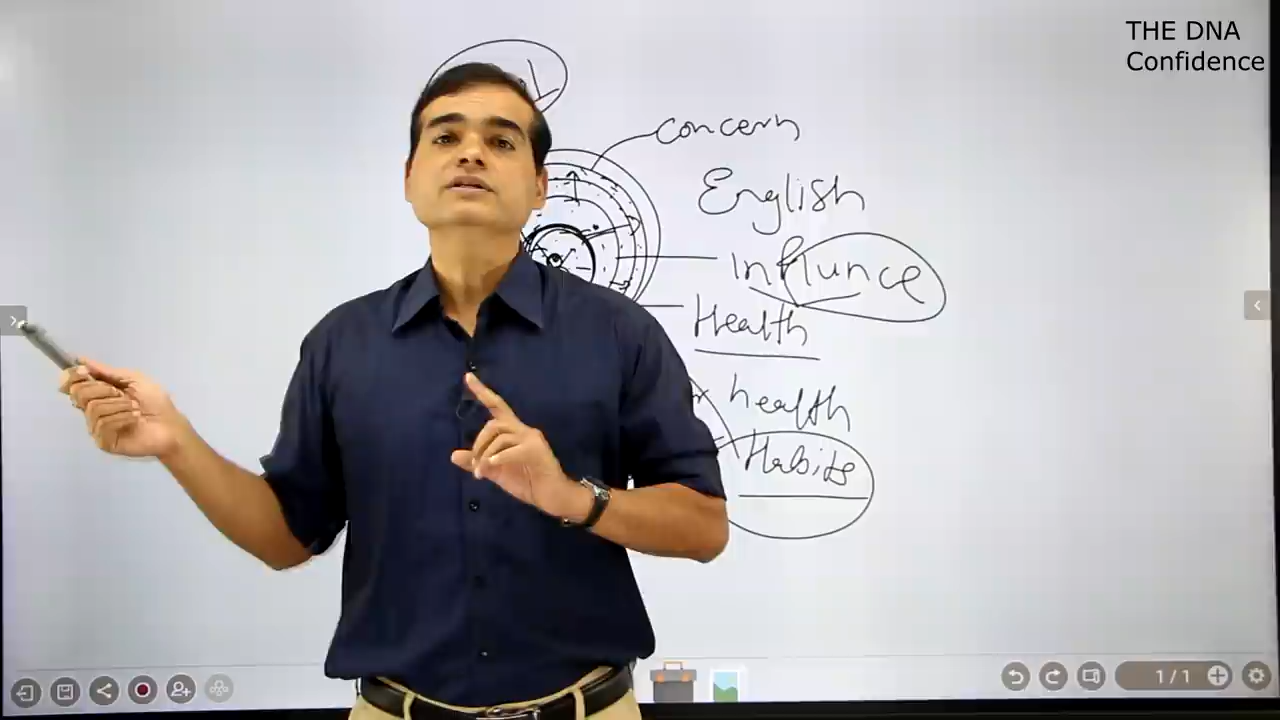 THE DNA
Confidence
concern
English
influnce
Health
health
Habits
1/1